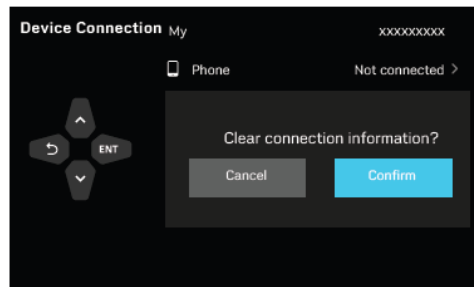 Device Connection My xxxxxxxxx
Phone Not connected >
ENT
Clear connection information?
Cancel Confirm